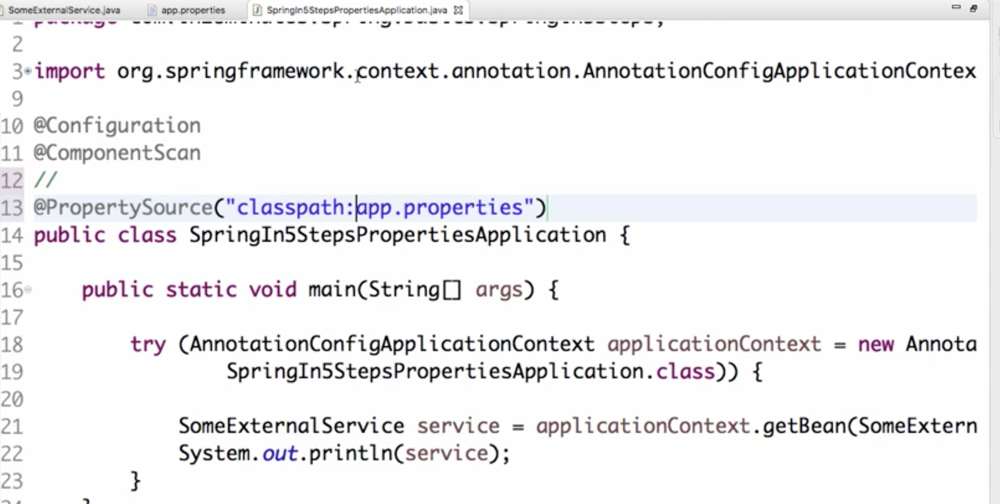 SomeExternalService.java app.properties SpringIn5StepsPropertiesApplication.java
1 package
2
3 import org.springframework.context.annotation.AnnotationConfigApplicationContex
9
10 @Configuration
11 @ComponentScan
12 //
13 @PropertySource("classpath:app.properties")
14 public class SpringIn5StepsPropertiesApplication {
15
16 public static void main(String[] args) {
17
18 try (AnnotationConfigApplicationContext applicationContext = new Annota
19 SpringIn5StepsPropertiesApplication.class)) {
20
21 SomeExternalService service = applicationContext.getBean(SomeExtern
22 System.out.println(service);
23 }
24 }